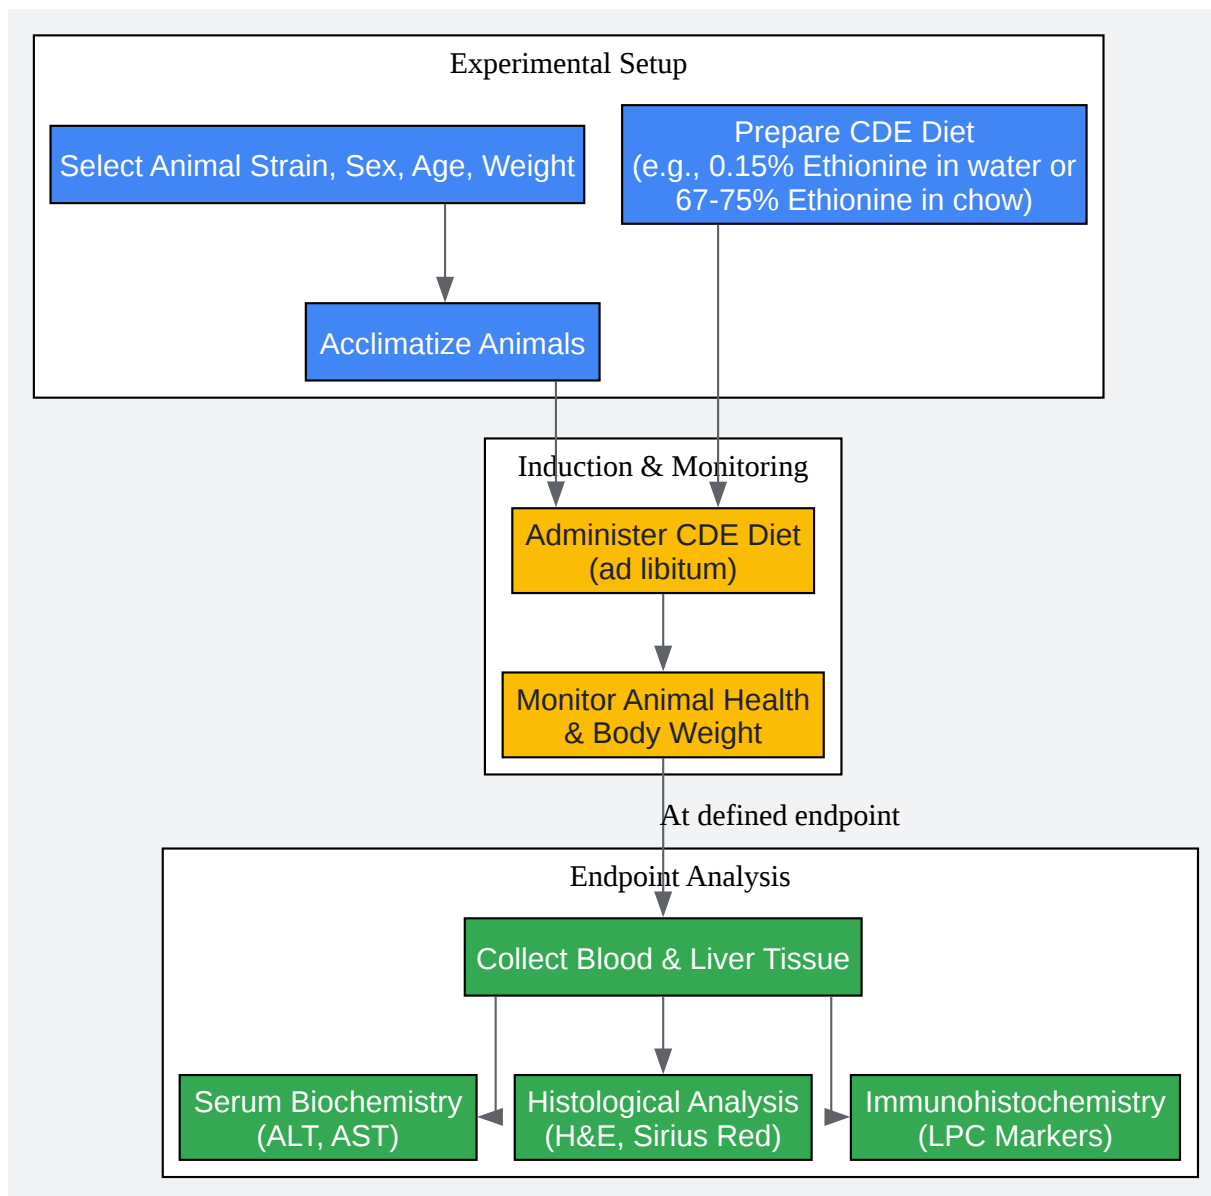 Experimental Setup
Select Animal Strain, Sex, Age, Weight
Prepare CDE Diet
(e.g., 0.15% Ethionine in water or
67-75% Ethionine in chow)
Acclimatize Animals
Induction & Monitoring
Administer CDE Diet
(ad libitum)
Monitor Animal Health
& Body Weight
At defined endpoint
Endpoint Analysis
Collect Blood & Liver Tissue
Serum Biochemistry
(ALT, AST)
Histological Analysis
(H&E, Sirius Red)
Immunohistochemistry
(LPC Markers)